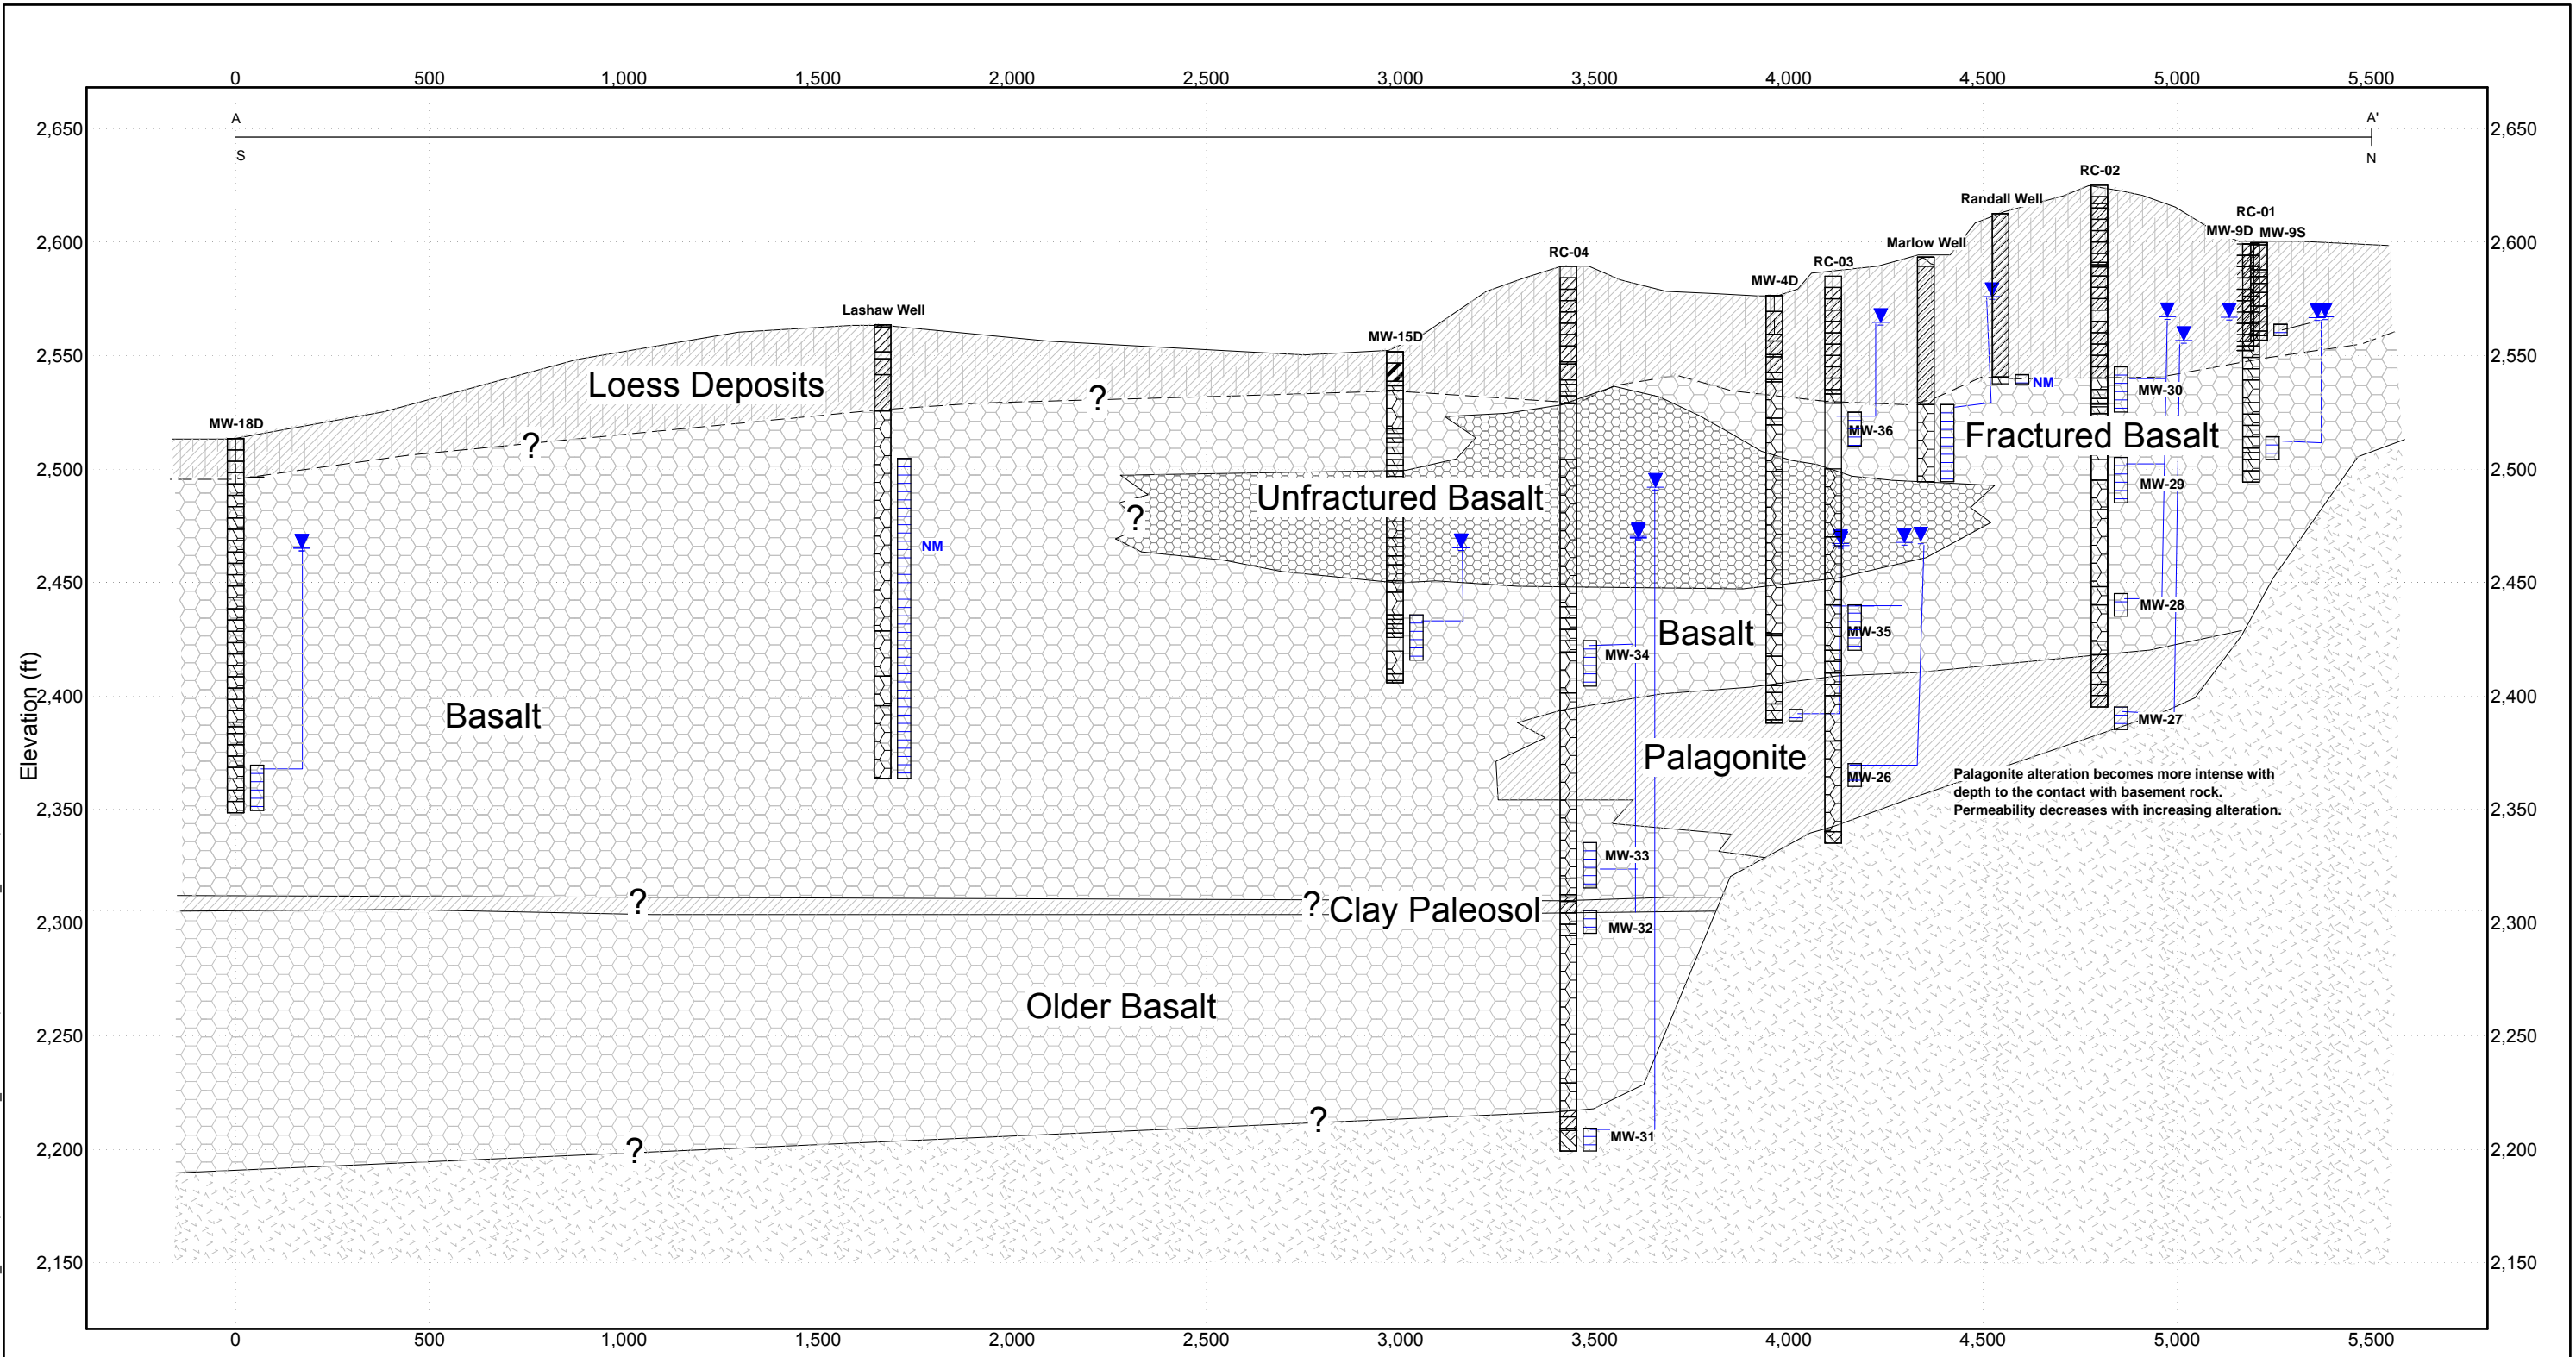 0 500 1,000 1,500 2,000 2,500 3,000 3,500 4,000 4,500 5,000 5,500
A A'
2,650 2,650
S N
RC-02
Randall Well
RC-01
MW-9D MW-9S
2,600 2,600
Marlow Well
RC-04
RC-03
MW-4D
Lashaw Well
MW-15D
2,550 2,550
Loess Deposits
NM
MW-30
?
MW-18D
MW-36
Fractured Basalt
?
2,500 2,500
MW-29
Unfractured Basalt
?
NM
2,450 2,450
MW-28
Basalt
MW-35
MW-34
2,400 2,400
Basalt
MW-27
Palagonite
MW-26
Palagonite alteration becomes more intense with
depth to the contact with basement rock.
Permeability decreases with increasing alteration.
2,350 2,350
MW-33
? ? Clay Paleosol
2,300 2,300
MW-32
Older Basalt
2,250 2,250
?
MW-31
2,200 2,200
?
2,150 2,150
Elevation (ft)
0 500 1,000 1,500 2,000 2,500 3,000 3,500 4,000 4,500 5,000 5,500